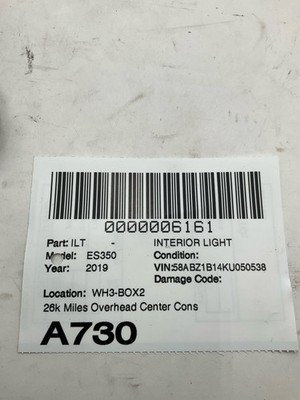 0000006161
Part: ILT - INTERIOR LIGHT
Model: ES350 Condition:
Year: 2019 VIN:58ABZ1B14KU050538
Damage Code:
Location: WH3-BOX2
26k Miles Overhead Center Cons
A730